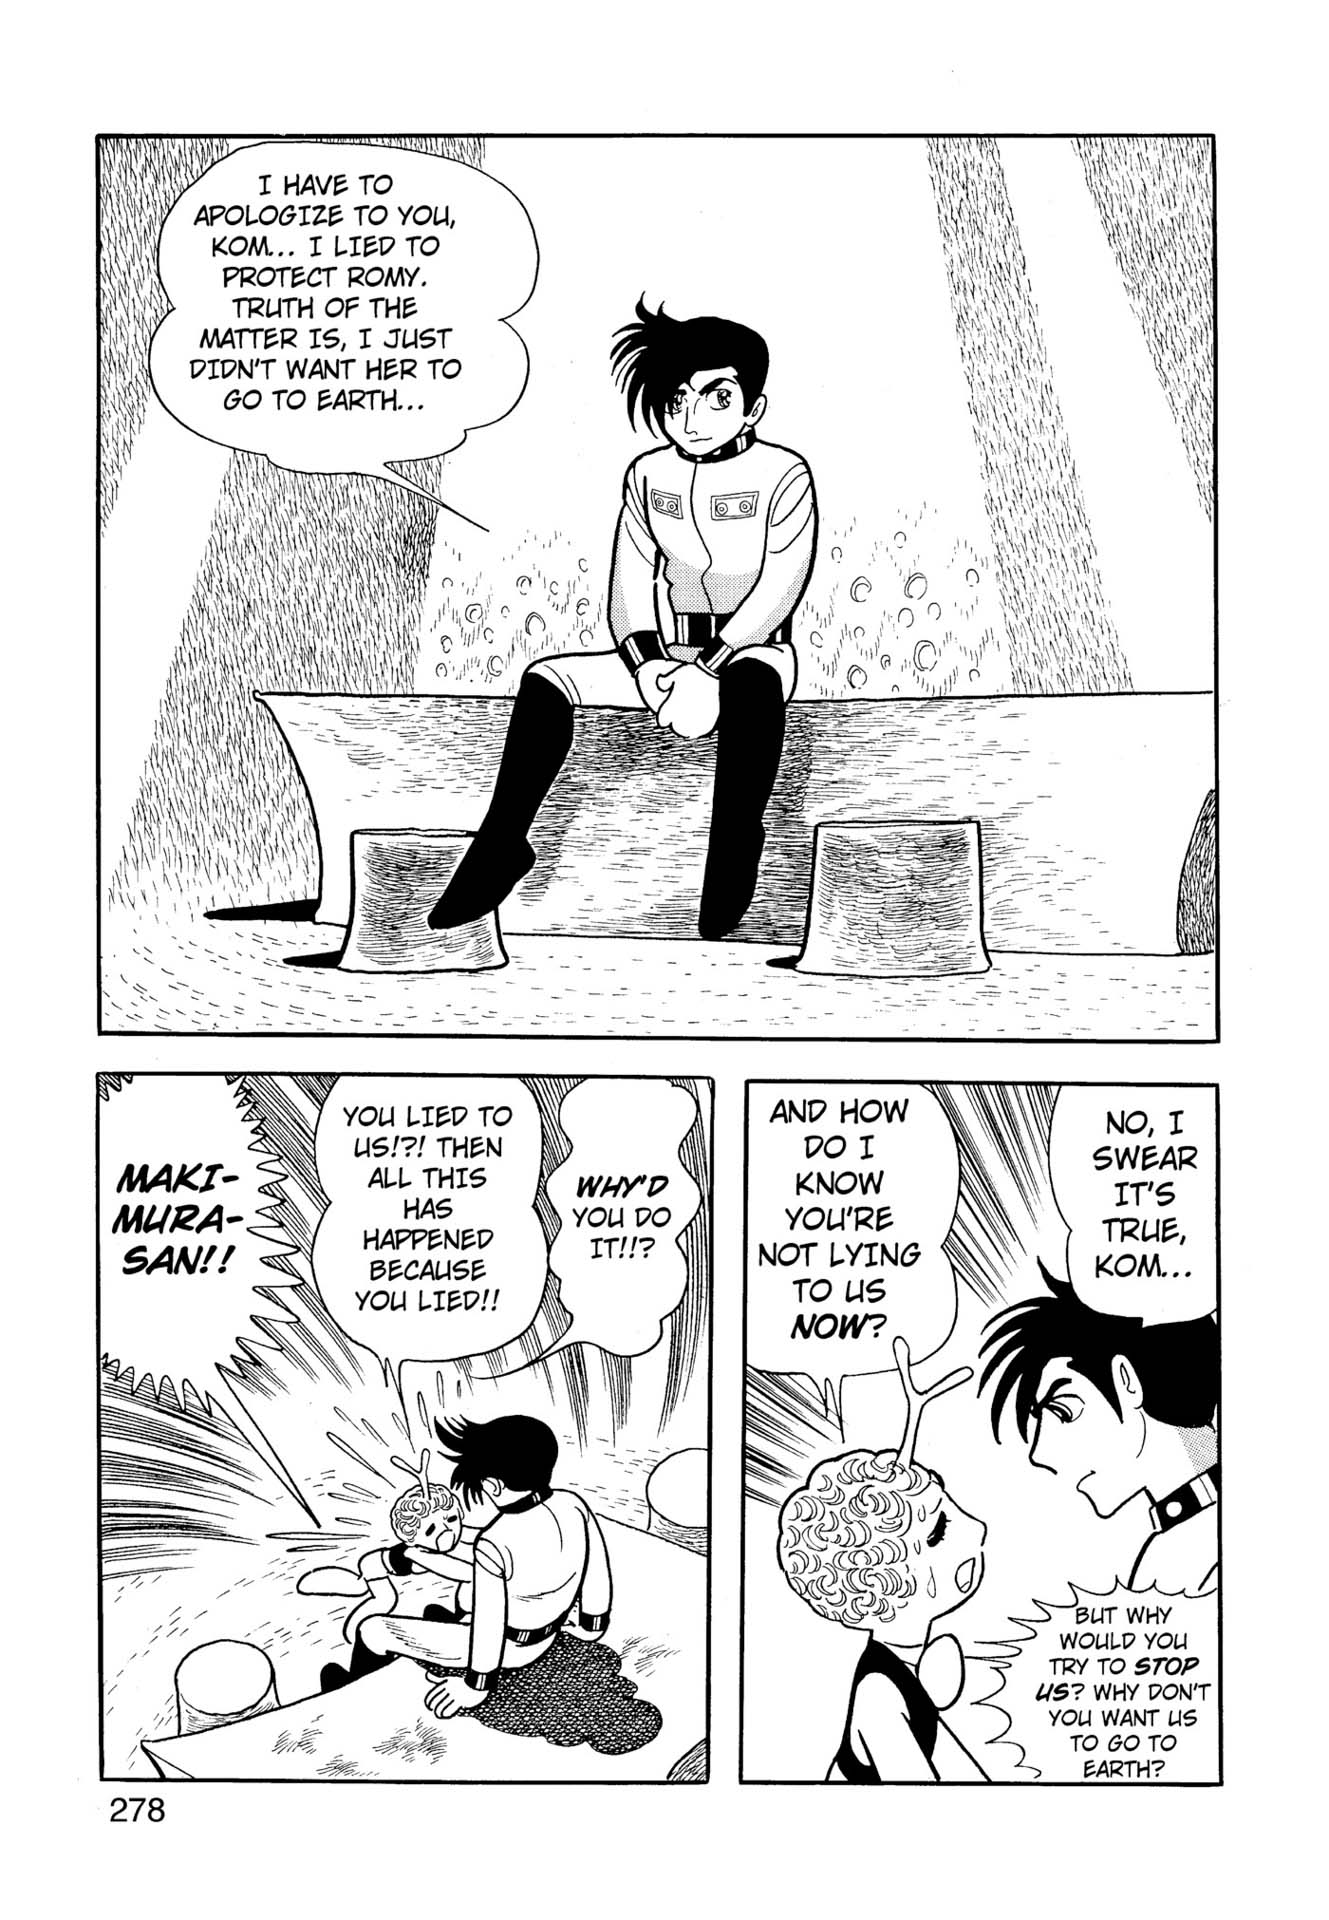 I HAVE TO
APOLOGIZE TO YOU,
KOM... I LIED TO
PROTECT ROMY.
TRUTH OF THE
MATTER IS, I JUST
DIDN'T WANT HER TO
GO TO EARTH...
MAKI-
MURA-
SAN!!
YOU LIED TO
US!?! THEN
ALL THIS
HAS
HAPPENED
BECAUSE
YOU LIED!!
WHY'D
YOU DO
IT!!?
AND HOW
DO I
KNOW
YOU'RE
NOT LYING
TO US
NOW?
NO, I
SWEAR
IT'S
TRUE,
KOM...
BUT WHY
WOULD YOU
TRY TO STOP
US? WHY DON'T
YOU WANT US
TO GO TO
EARTH?
278